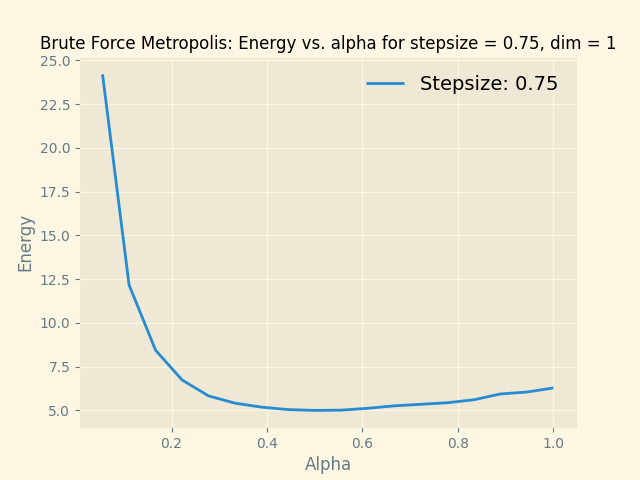 Brute Force Metropolis: Energy vs. alpha for stepsize = 0.75, dim = 1
Stepsize: 0.75
25.0
22.5
20.0
17.5
15.0
12.5
10.0
7.5
5.0
Energy
0.2 0.4 0.6 0.8 1.0
Alpha